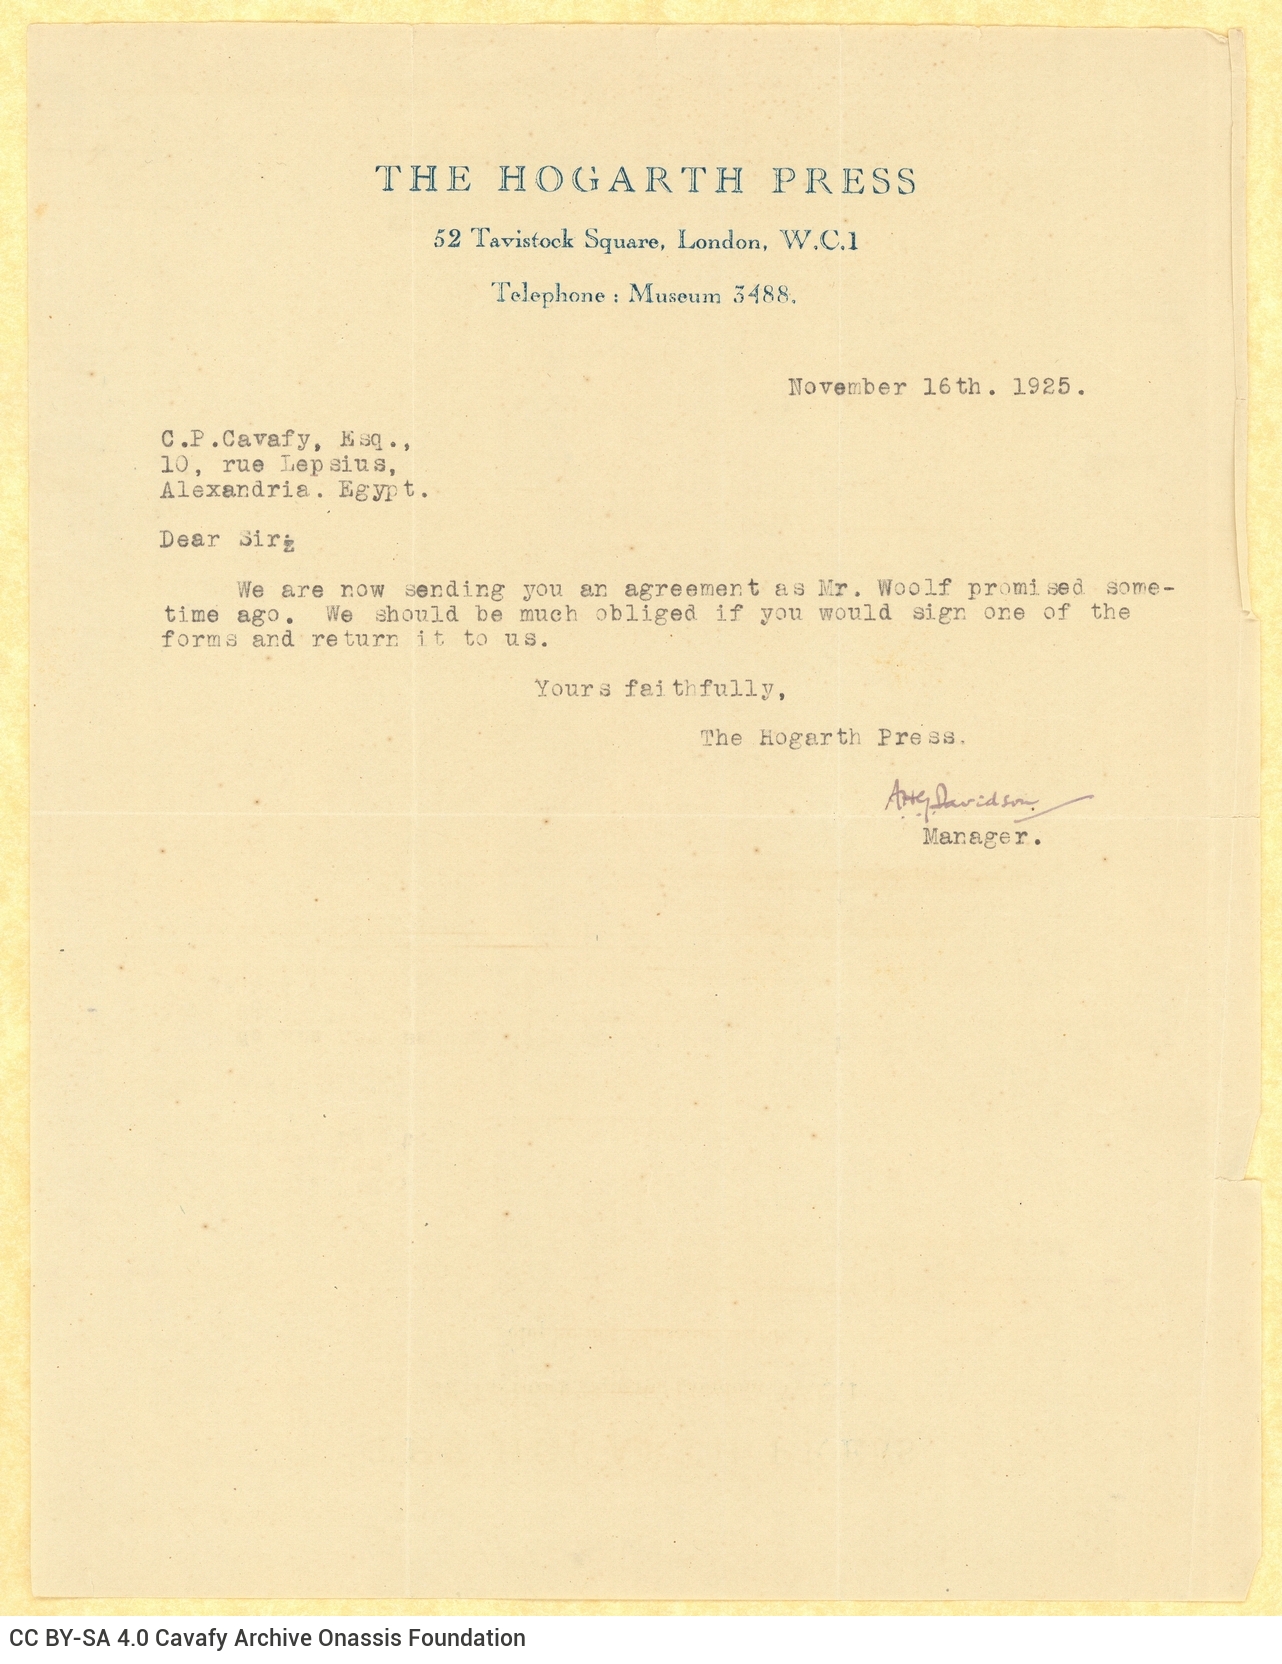 THE HOGARTH PRESS
52 Tavistock Square, London, W.C.1
Telephone : Museum 3488.
November 16th. 1925.
C.P.Cavafy, Esq.,
10, rue Lepsius,
Alexandria. Egypt.
Dear Sir,
We are now sending you an agreement as Mr. Woolf promised some-
time ago. We should be much obliged if you would sign one of the
forms and return it to us.
Yours faithfully,
The Hogarth Press.
AHG Davidson
Manager.
CC BY-SA 4.0 Cavafy Archive Onassis Foundation